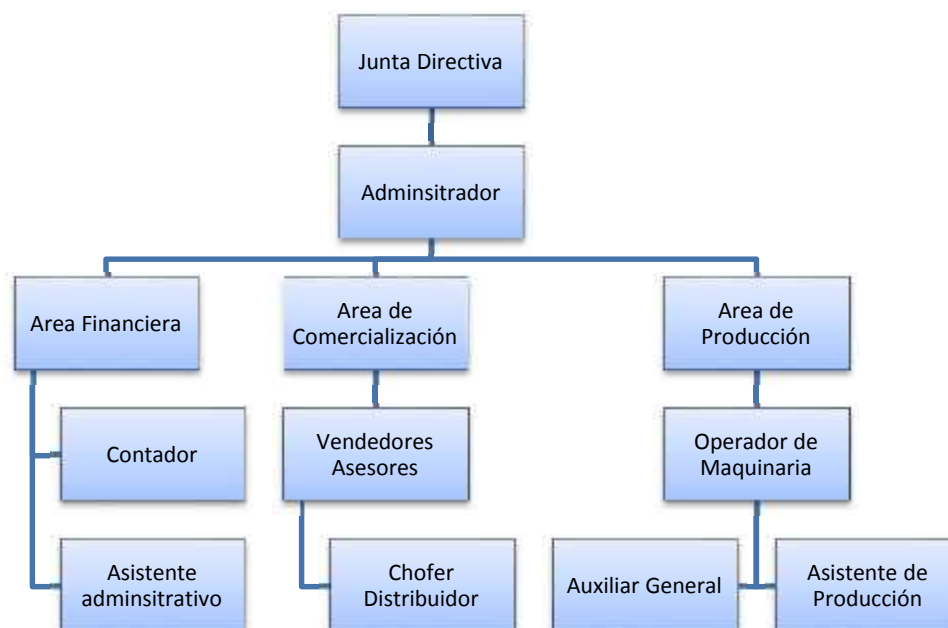 Junta Directiva
Adminsitrador
Area Financiera
Area de
Comercialización
Area de
Producción
Contador
Vendedores
Asesores
Operador de
Maquinaria
Asistente
adminsitrativo
Chofer
Distribuidor
Auxiliar General
Asistente de
Producción